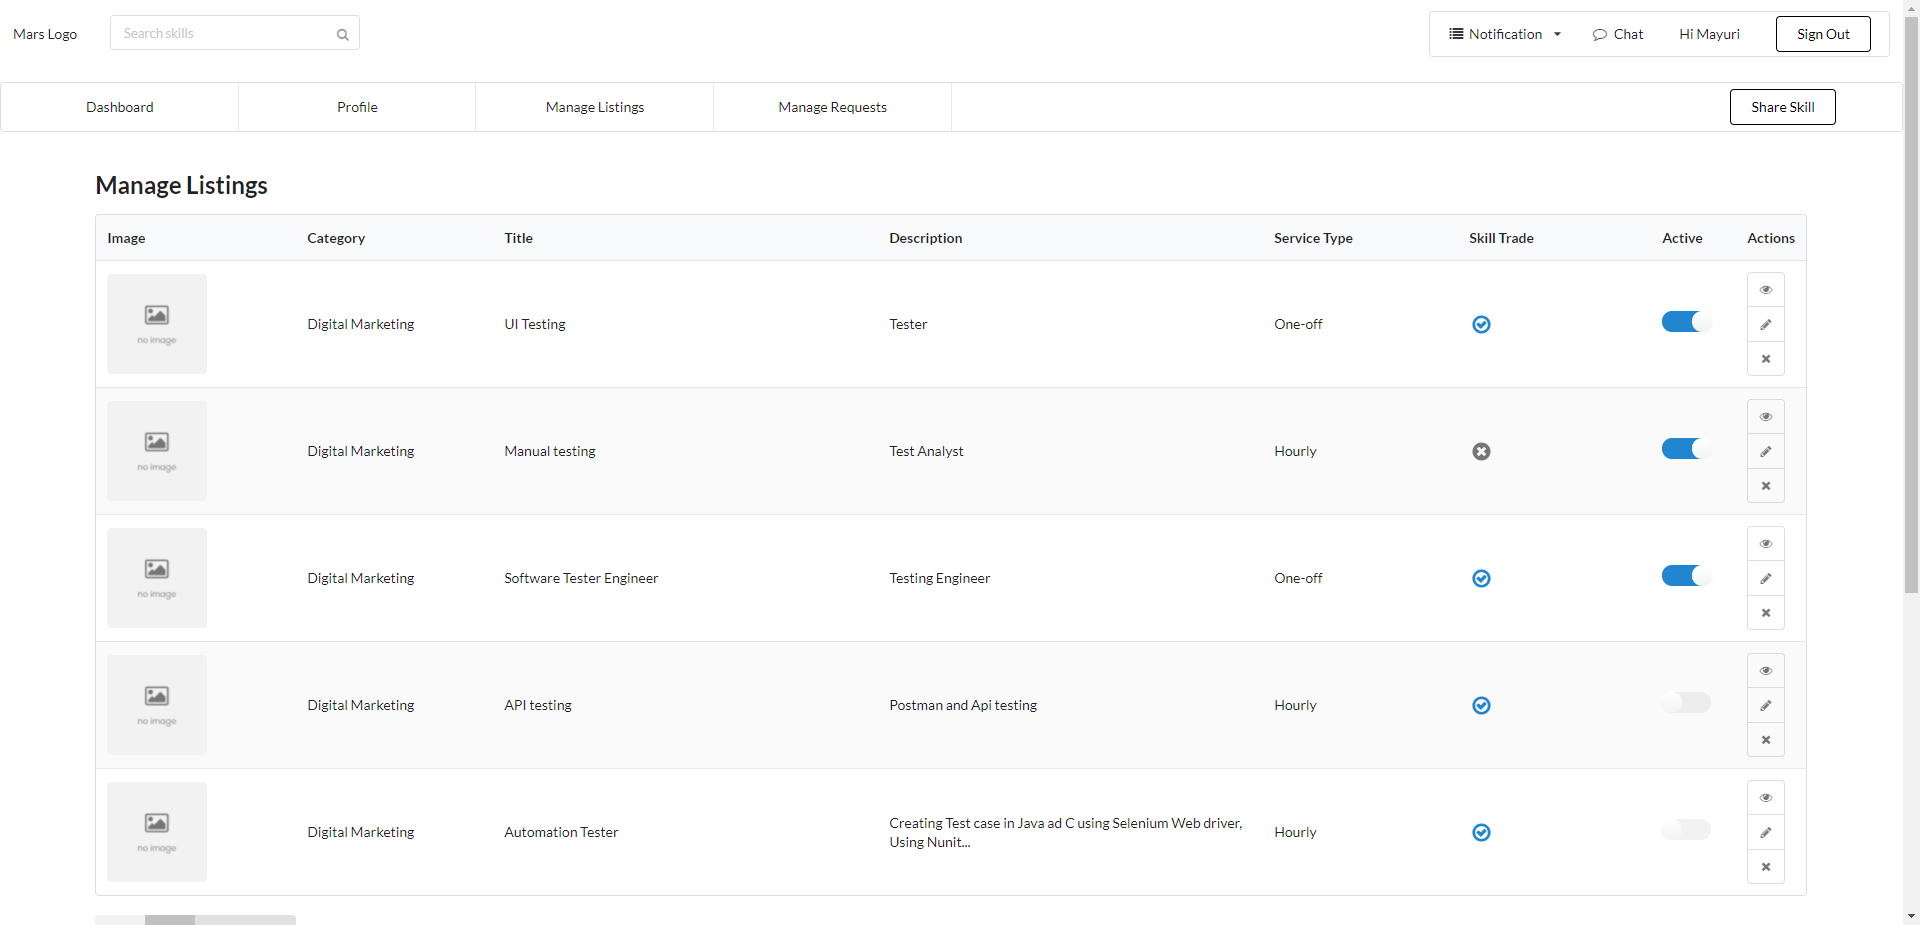 Mars Logo
Search skills
Notification
Chat
Hi Mayuri
Sign Out
Dashboard
Profile
Manage Listings
Manage Requests
Share Skill
Manage Listings
Image Category Title Description Service Type Skill Trade Active Actions
no image
Digital Marketing
UI Testing
Tester
One-off
no image
Digital Marketing
Manual testing
Test Analyst
Hourly
no image
Digital Marketing
Software Tester Engineer
Testing Engineer
One-off
no image
Digital Marketing
API testing
Postman and Api testing
Hourly
no image
Digital Marketing
Automation Tester
Creating Test case in Java ad C using Selenium Web driver,
Using Nunit...
Hourly